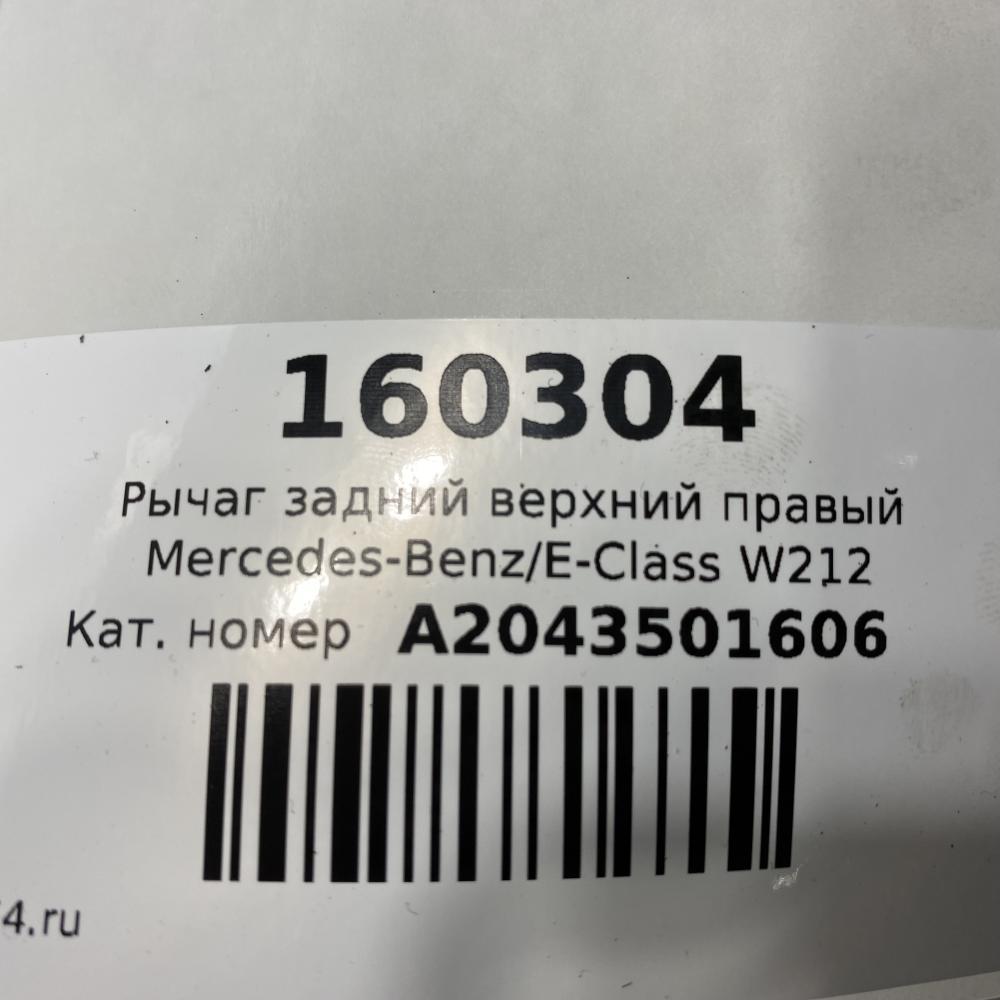 160304
Рычаг задний верхний правый
Mercedes-Benz/E-Class W212
Кат. номер A2043501606
4.ru